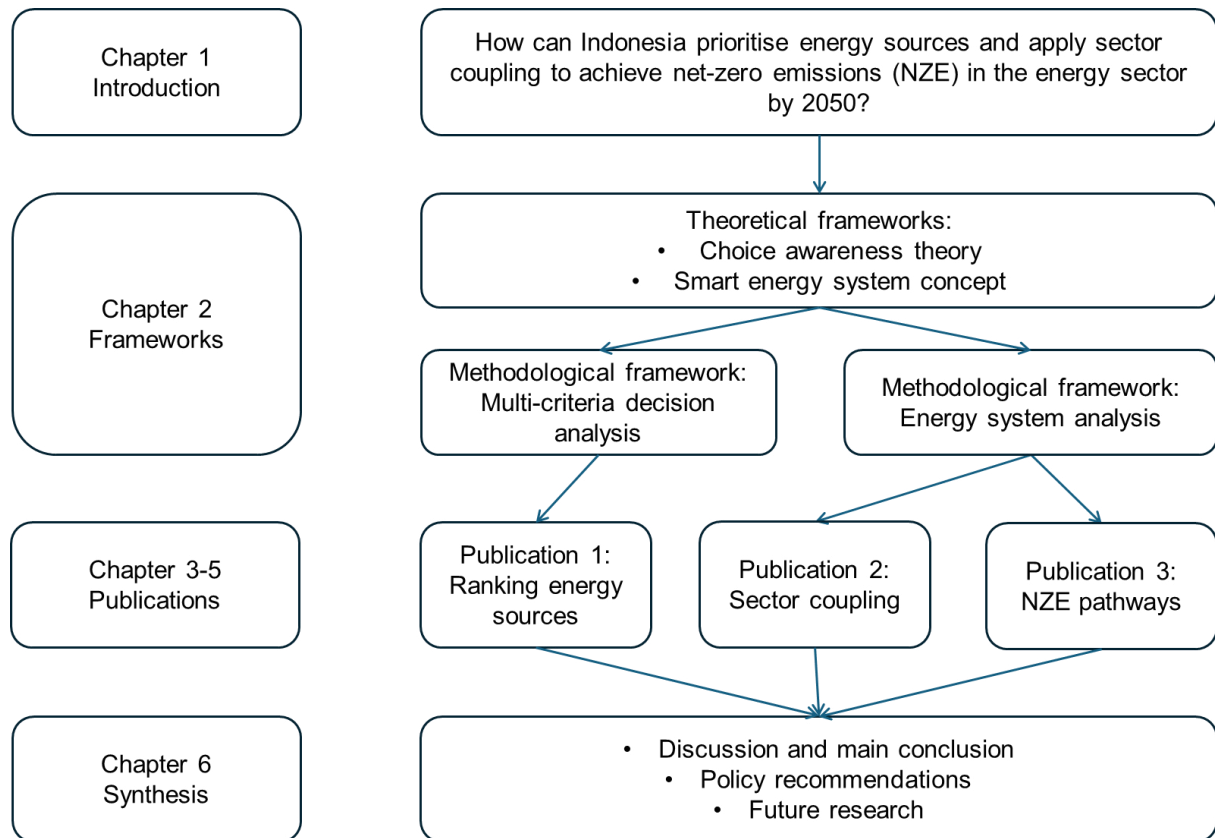 Chapter 1
Introduction
How can Indonesia prioritise energy sources and apply sector
coupling to achieve net-zero emissions (NZE) in the energy sector
by 2050?
Chapter 2
Frameworks
Theoretical frameworks:
• Choice awareness theory
• Smart energy system concept
Methodological framework:
Multi-criteria decision
analysis
Methodological framework:
Energy system analysis
Chapter 3-5
Publications
Publication 1:
Ranking energy
sources
Publication 2:
Sector coupling
Publication 3:
NZE pathways
Chapter 6
Synthesis
• Discussion and main conclusion
• Policy recommendations
• Future research